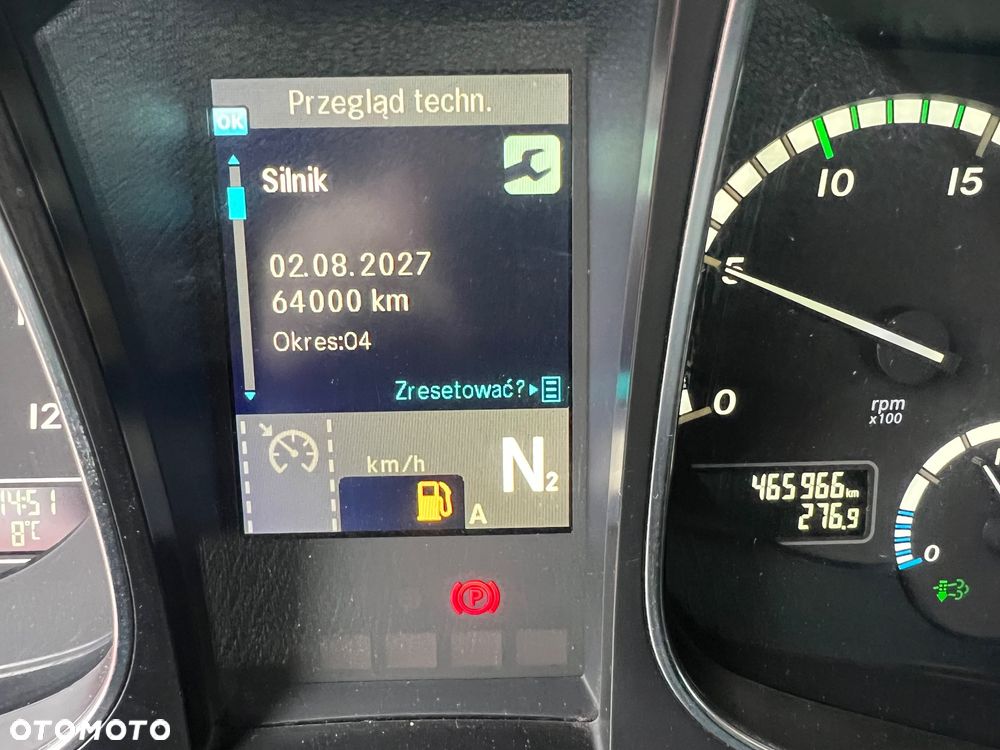 Przegląd techn.
OK
Silnik
02.08.2027
64000 km
Okres:04
Zresetować?
km/h
N2
A
P
12
14:51
8°C
0
5
10
15
rpm
x100
465966 km
276.9
0
OTOMOTO